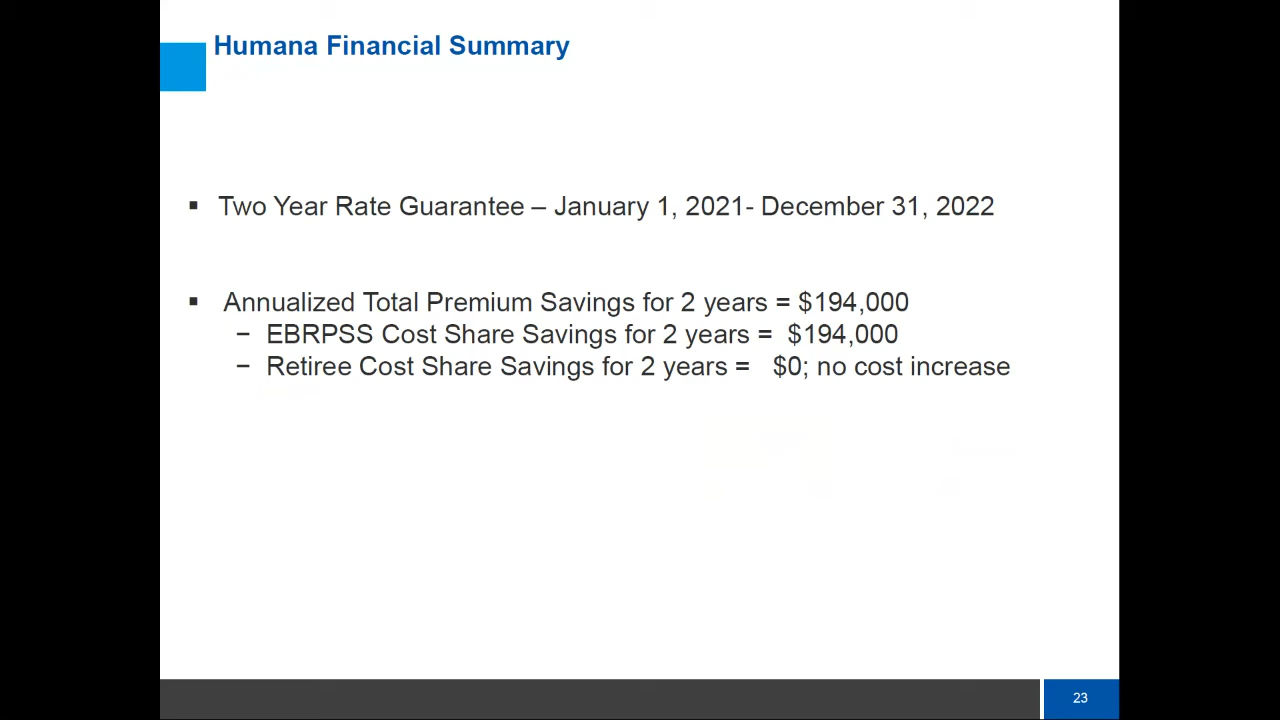 Humana Financial Summary
▪ Two Year Rate Guarantee – January 1, 2021- December 31, 2022
▪ Annualized Total Premium Savings for 2 years = $194,000
− EBRPSS Cost Share Savings for 2 years = $194,000
− Retiree Cost Share Savings for 2 years = $0; no cost increase
23